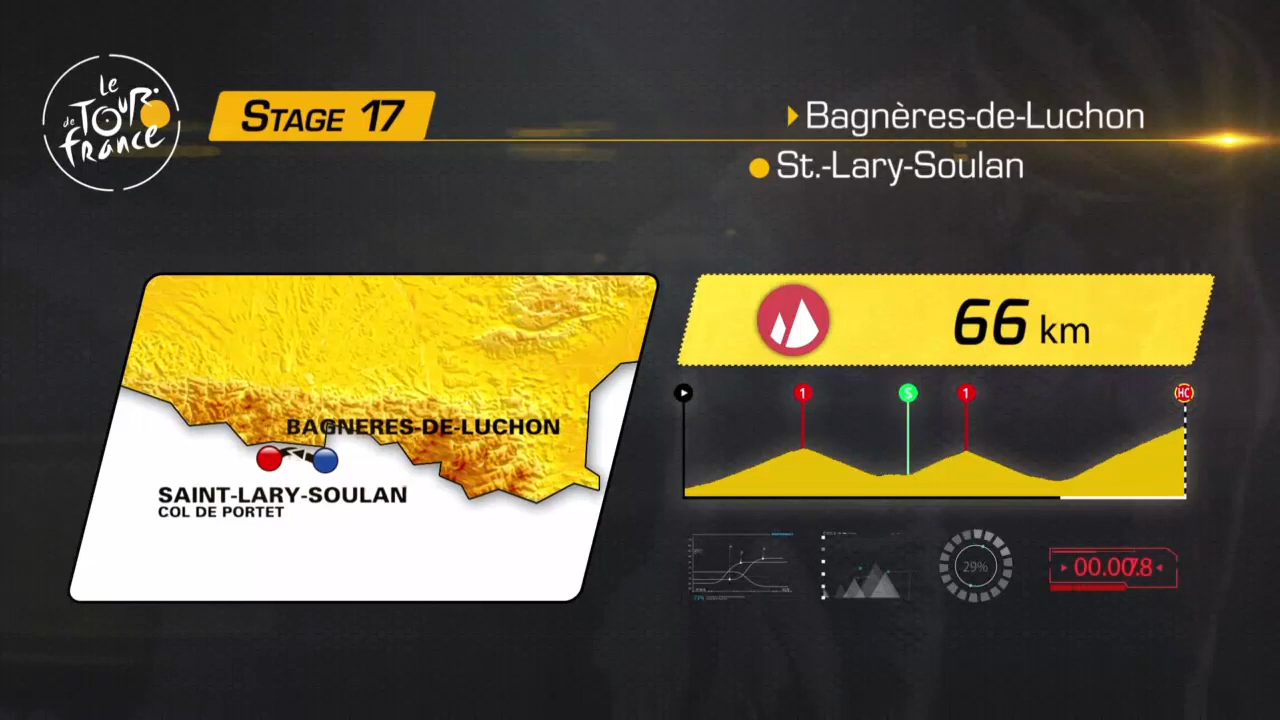 Le
TOUR
de
FRANCE
STAGE 17
Bagnères-de-Luchon
St.-Lary-Soulan
66 km
BAGNERES-DE-LUCHON
SAINT-LARY-SOULAN
COL DE PORTET
1
S
1
HC
29%
00.00.8